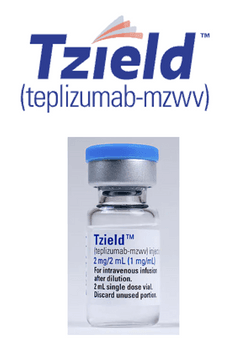 Tzield™
(teplizumab-mzwv)
Tzield™
(teplizumab-mzwv) inject
2 mg/2 mL (1 mg/mL)
For intravenous infusion
after dilution.
2 mL single dose vial.
Discard unused portion.